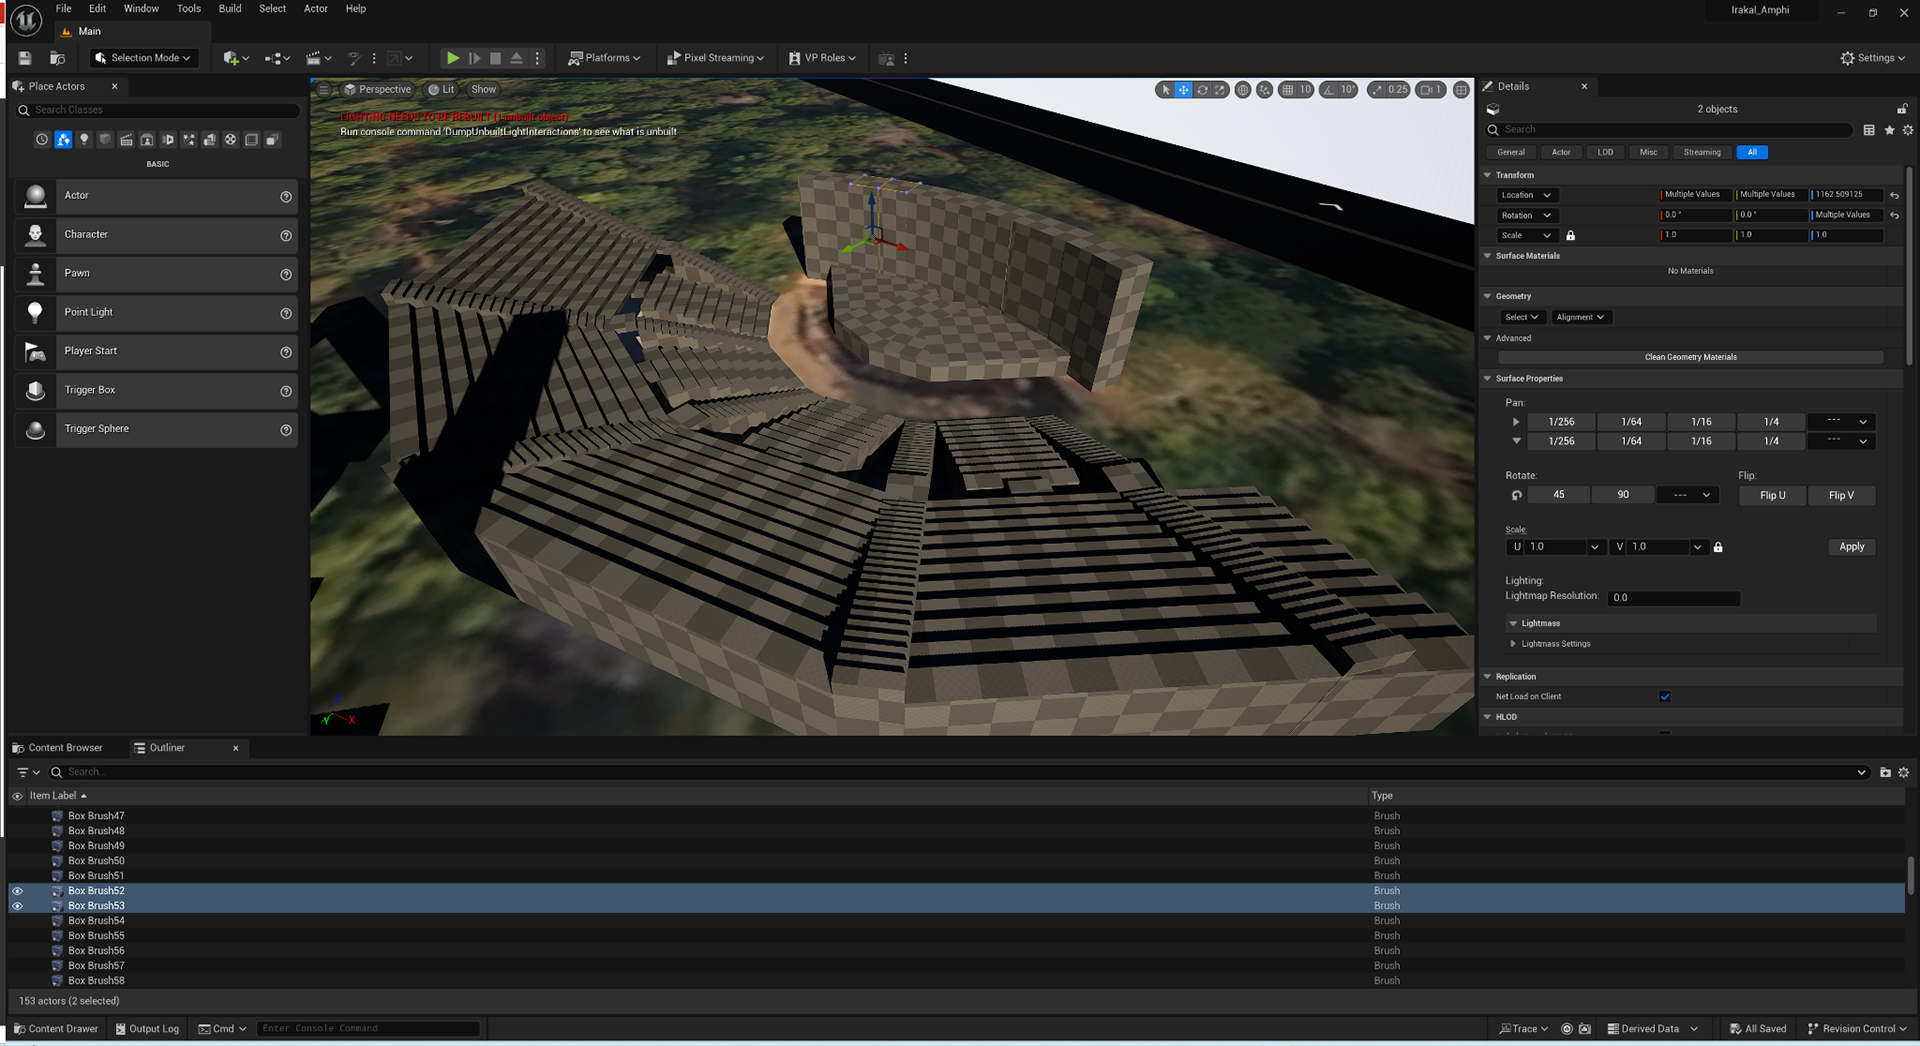 File Edit Window Tools Build Select Actor Help
Irakal_Amphi
Main
Selection Mode
Platforms
Pixel Streaming
VP Roles
Settings
Place Actors
Search Classes
BASIC
Actor
Character
Pawn
Point Light
Player Start
Trigger Box
Trigger Sphere
Perspective Lit Show
10 10° 0.25 1
LIGHTING NEEDS TO BE REBUILT (1 unbuilt object)
Run console command 'DumpUnbuiltLightInteractions' to see what is unbuilt
Z
Y X
Details
2 objects
Search
General Actor LOD Misc Streaming All
Transform
Location Multiple Values Multiple Values 1162.509125
Rotation 0.0 ° 0.0 ° Multiple Values
Scale 1.0 1.0 1.0
Surface Materials
No Materials
Geometry
Select Alignment
Advanced
Clean Geometry Materials
Surface Properties
Pan:
1/256 1/64 1/16 1/4 ---
1/256 1/64 1/16 1/4 ---
Rotate: Flip:
45 90 --- Flip U Flip V
Scale:
U 1.0 V 1.0 Apply
Lighting:
Lightmap Resolution: 0.0
Lightmass
Lightmass Settings
Replication
Net Load on Client
HLOD
Content Browser
Outliner
Search...
Item Label Type
Box Brush47 Brush
Box Brush48 Brush
Box Brush49 Brush
Box Brush50 Brush
Box Brush51 Brush
Box Brush52 Brush
Box Brush53 Brush
Box Brush54 Brush
Box Brush55 Brush
Box Brush56 Brush
Box Brush57 Brush
Box Brush58 Brush
153 actors (2 selected)
Content Drawer Output Log Cmd Enter Console Command
Trace Derived Data All Saved Revision Control